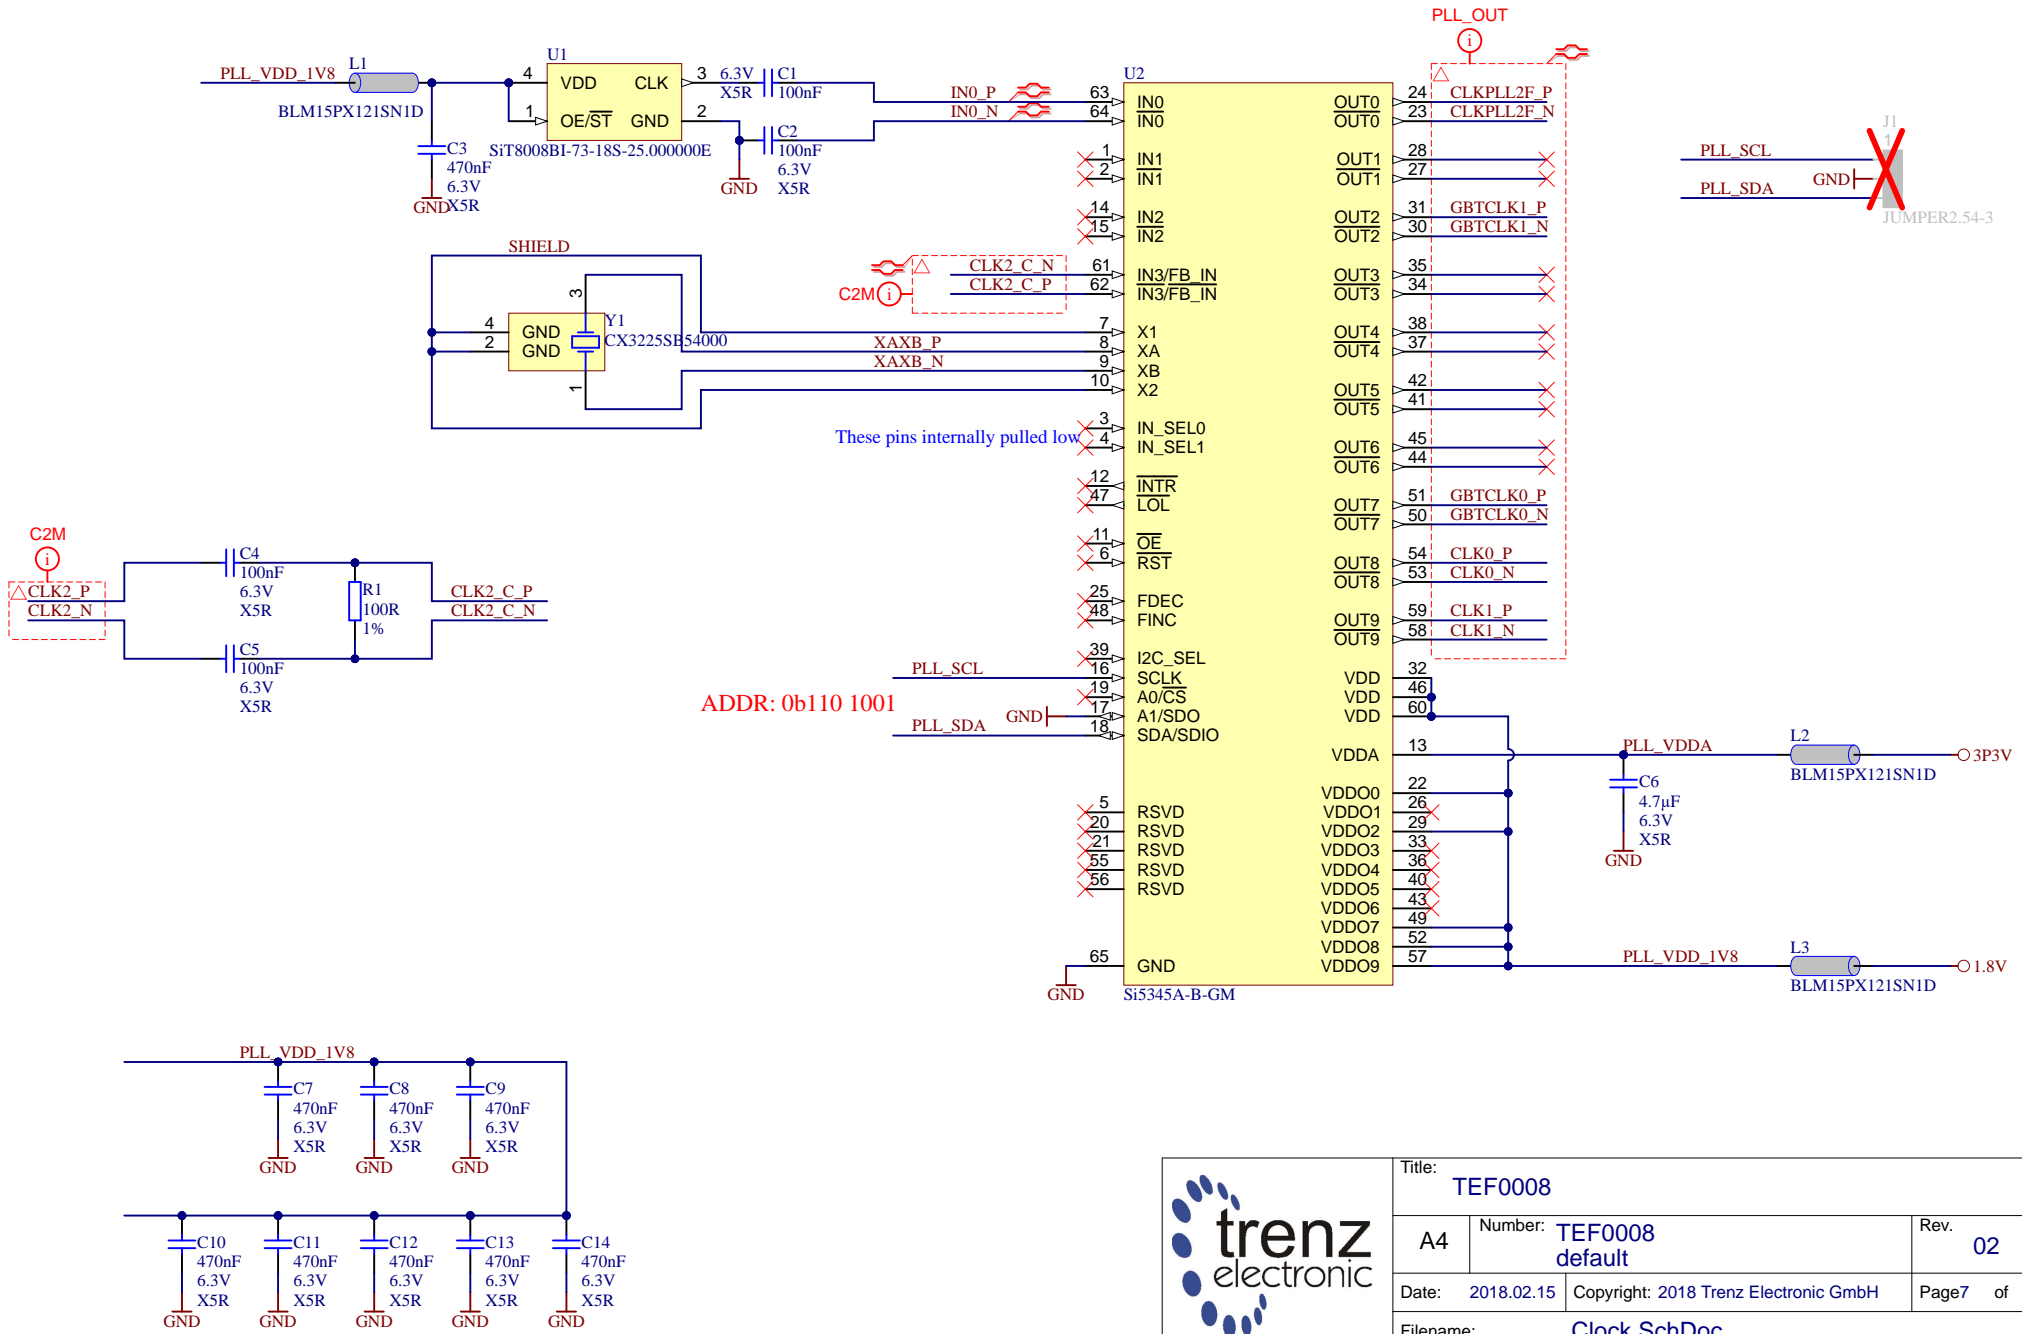 PLL_OUT
i
PLL_VDD_1V8
L1
BLM15PX121SN1D
C3
470nF
6.3V
X5R
GND
U1
4 VDD CLK 3
1 OE/ST GND 2
SiT8008BI-73-18S-25.000000E
6.3V
X5R
C1
100nF
C2
100nF
6.3V
X5R
GND
IN0_P
IN0_N
SHIELD
3
4 GND
2 GND
1
Y1
CX3225SB54000
XAXB_P
XAXB_N
C2M
i
CLK2_C_N
CLK2_C_P
These pins internally pulled low
PLL_SCL
ADDR: 0b110 1001
GND
PLL_SDA
GND
U2
63 IN0
64 IN0
1 IN1
2 IN1
14 IN2
15 IN2
61 IN3/FB_IN
62 IN3/FB_IN
7 X1
8 XA
9 XB
10 X2
3 IN_SEL0
4 IN_SEL1
12 INTR
47 LOL
11 OE
6 RST
25 FDEC
48 FINC
39 I2C_SEL
16 SCLK
19 A0/CS
17 A1/SDO
18 SDA/SDIO
5 RSVD
20 RSVD
21 RSVD
55 RSVD
56 RSVD
65 GND
Si5345A-B-GM
OUT0 24 CLKPLL2F_P
OUT0 23 CLKPLL2F_N
OUT1 28
OUT1 27
OUT2 31 GBTCLK1_P
OUT2 30 GBTCLK1_N
OUT3 35
OUT3 34
OUT4 38
OUT4 37
OUT5 42
OUT5 41
OUT6 45
OUT6 44
OUT7 51 GBTCLK0_P
OUT7 50 GBTCLK0_N
OUT8 54 CLK0_P
OUT8 53 CLK0_N
OUT9 59 CLK1_P
OUT9 58 CLK1_N
VDD 32
VDD 46
VDD 60
VDDA 13
VDDO0 22
VDDO1 26
VDDO2 29
VDDO3 33
VDDO4 36
VDDO5 40
VDDO6 43
VDDO7 49
VDDO8 52
VDDO9 57
PLL_SCL
GND
PLL_SDA
J1
1
JUMPER2.54-3
PLL_VDDA
L2
BLM15PX121SN1D
3P3V
C6
4.7µF
6.3V
X5R
GND
PLL_VDD_1V8
L3
BLM15PX121SN1D
1.8V
C2M
i
CLK2_P
CLK2_N
C4
100nF
6.3V
X5R
R1
100R
1%
C5
100nF
6.3V
X5R
CLK2_C_P
CLK2_C_N
PLL_VDD_1V8
C7
470nF
6.3V
X5R
GND
C8
470nF
6.3V
X5R
GND
C9
470nF
6.3V
X5R
GND
C10
470nF
6.3V
X5R
GND
C11
470nF
6.3V
X5R
GND
C12
470nF
6.3V
X5R
GND
C13
470nF
6.3V
X5R
GND
C14
470nF
6.3V
X5R
GND
trenz
electronic
Title:
TEF0008
A4
Number: TEF0008
default
Rev.
02
Date: 2018.02.15
Copyright: 2018 Trenz Electronic GmbH
Page7 of
Filename: Clock.SchDoc